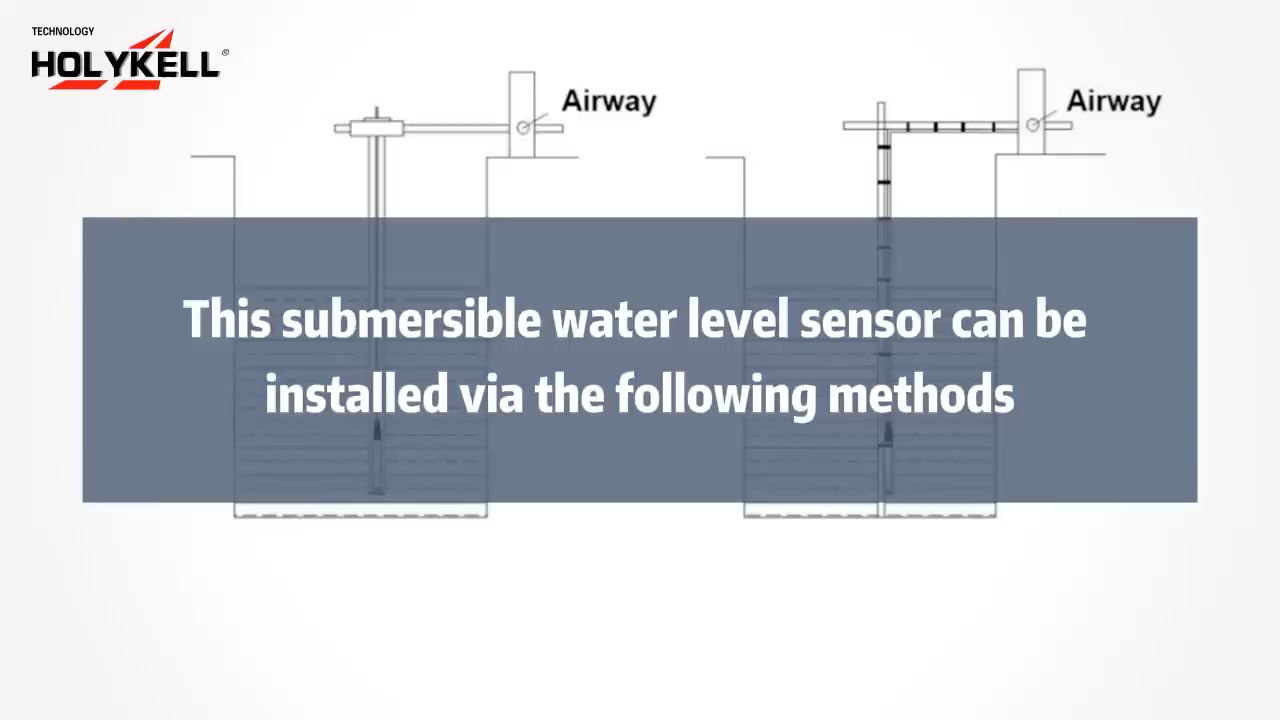 TECHNOLOGY
HOLYKELL®
Airway
Airway
This submersible water level sensor can be
installed via the following methods